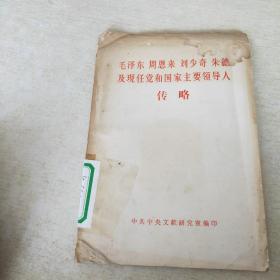 毛泽东 周恩来 刘少奇 朱德
及现任党和国家主要领导人
传略
中共中央文献研究室编印